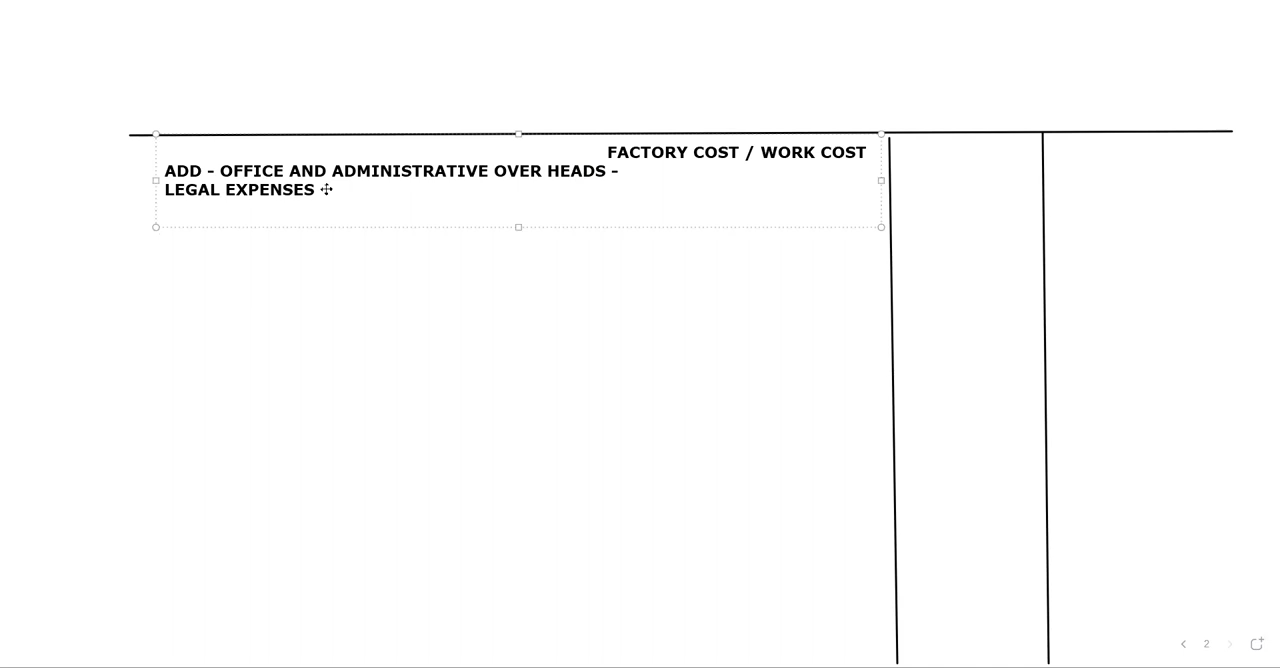 FACTORY COST / WORK COST
ADD - OFFICE AND ADMINISTRATIVE OVER HEADS -
LEGAL EXPENSES
2